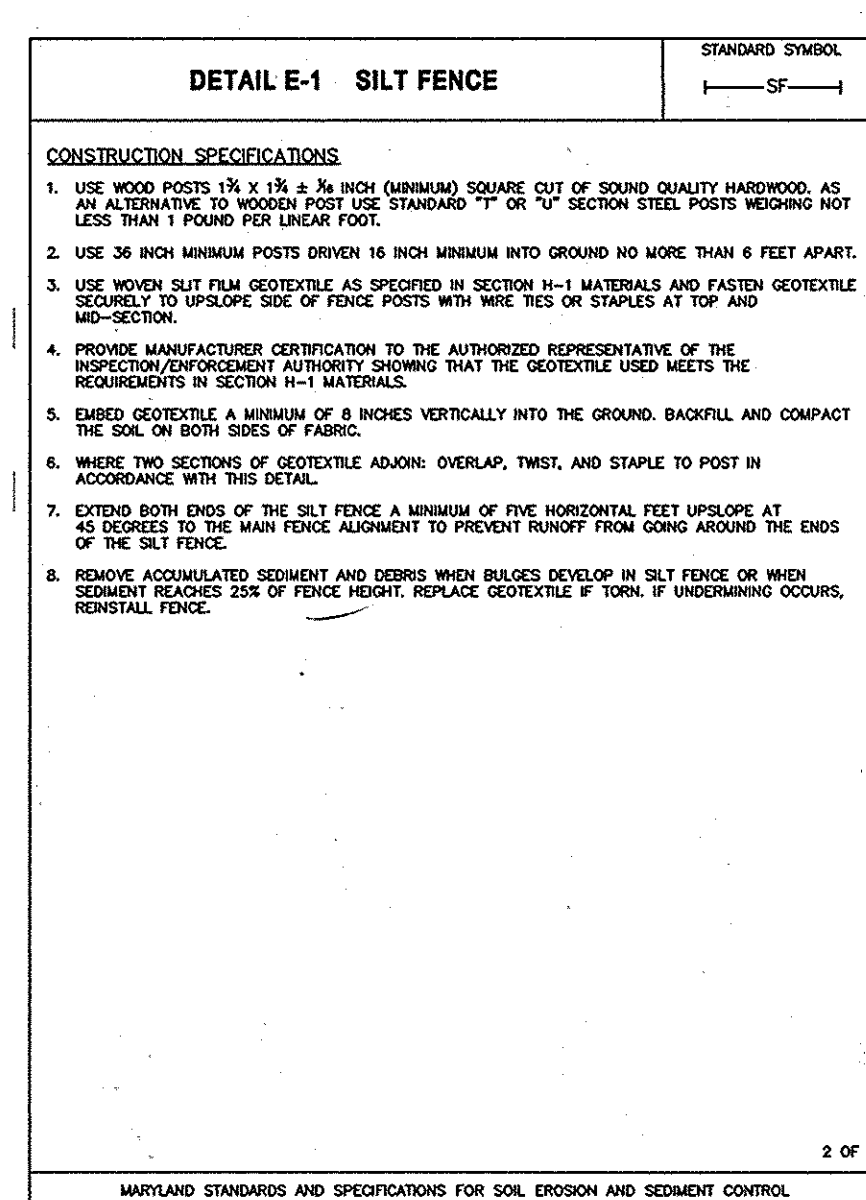 STANDARD SYMBOL
DETAIL E-1 SILT FENCE
SF
CONSTRUCTION SPECIFICATIONS
1. USE WOOD POSTS 1¾ X 1¾ ± 1/16 INCH (MINIMUM) SQUARE CUT OF SOUND QUALITY HARDWOOD. AS
AN ALTERNATIVE TO WOODEN POST USE STANDARD "T" OR "U" SECTION STEEL POSTS WEIGHING NOT
LESS THAN 1 POUND PER LINEAR FOOT.
2. USE 36 INCH MINIMUM POSTS DRIVEN 16 INCH MINIMUM INTO GROUND NO MORE THAN 6 FEET APART.
3. USE WOVEN SLIT FILM GEOTEXTILE AS SPECIFIED IN SECTION H-1 MATERIALS AND FASTEN GEOTEXTILE
SECURELY TO UPSLOPE SIDE OF FENCE POSTS WITH WIRE TIES OR STAPLES AT TOP AND
MID-SECTION.
4. PROVIDE MANUFACTURER CERTIFICATION TO THE AUTHORIZED REPRESENTATIVE OF THE
INSPECTION/ENFORCEMENT AUTHORITY SHOWING THAT THE GEOTEXTILE USED MEETS THE
REQUIREMENTS IN SECTION H-1 MATERIALS.
5. EMBED GEOTEXTILE A MINIMUM OF 8 INCHES VERTICALLY INTO THE GROUND. BACKFILL AND COMPACT
THE SOIL ON BOTH SIDES OF FABRIC.
6. WHERE TWO SECTIONS OF GEOTEXTILE ADJOIN: OVERLAP, TWIST, AND STAPLE TO POST IN
ACCORDANCE WITH THIS DETAIL.
7. EXTEND BOTH ENDS OF THE SILT FENCE A MINIMUM OF FIVE HORIZONTAL FEET UPSLOPE AT
45 DEGREES TO THE MAIN FENCE ALIGNMENT TO PREVENT RUNOFF FROM GOING AROUND THE ENDS
OF THE SILT FENCE.
8. REMOVE ACCUMULATED SEDIMENT AND DEBRIS WHEN BULGES DEVELOP IN SILT FENCE OR WHEN
SEDIMENT REACHES 25% OF FENCE HEIGHT. REPLACE GEOTEXTILE IF TORN. IF UNDERMINING OCCURS,
REINSTALL FENCE.
2 OF
MARYLAND STANDARDS AND SPECIFICATIONS FOR SOIL EROSION AND SEDIMENT CONTROL